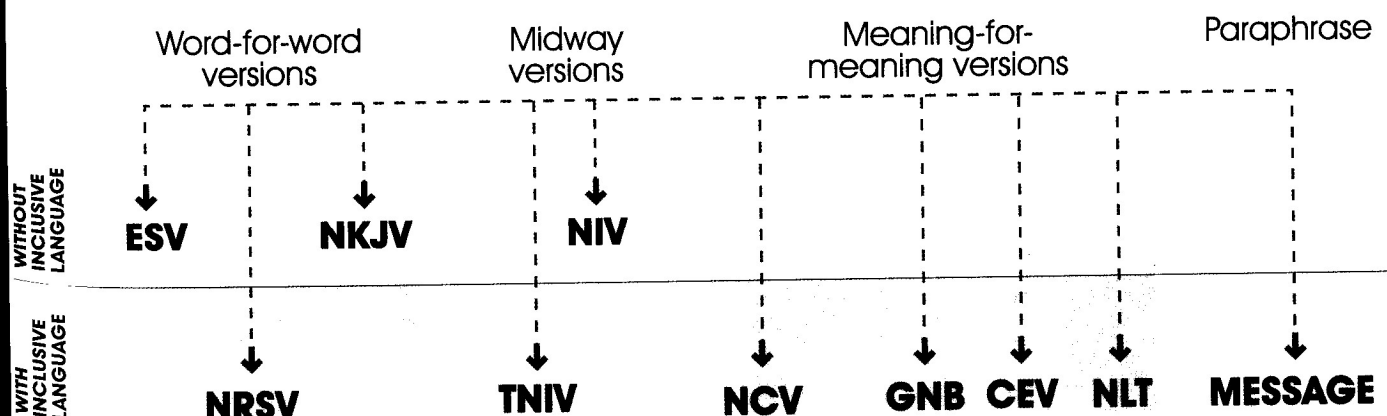 Word-for-word
versions
Midway
versions
Meaning-for-
meaning versions
Paraphrase
WITHOUT
INCLUSIVE
LANGUAGE
ESV
NKJV
NIV
WITH
INCLUSIVE
LANGUAGE
NRSV
TNIV
NCV
GNB
CEV
NLT
MESSAGE